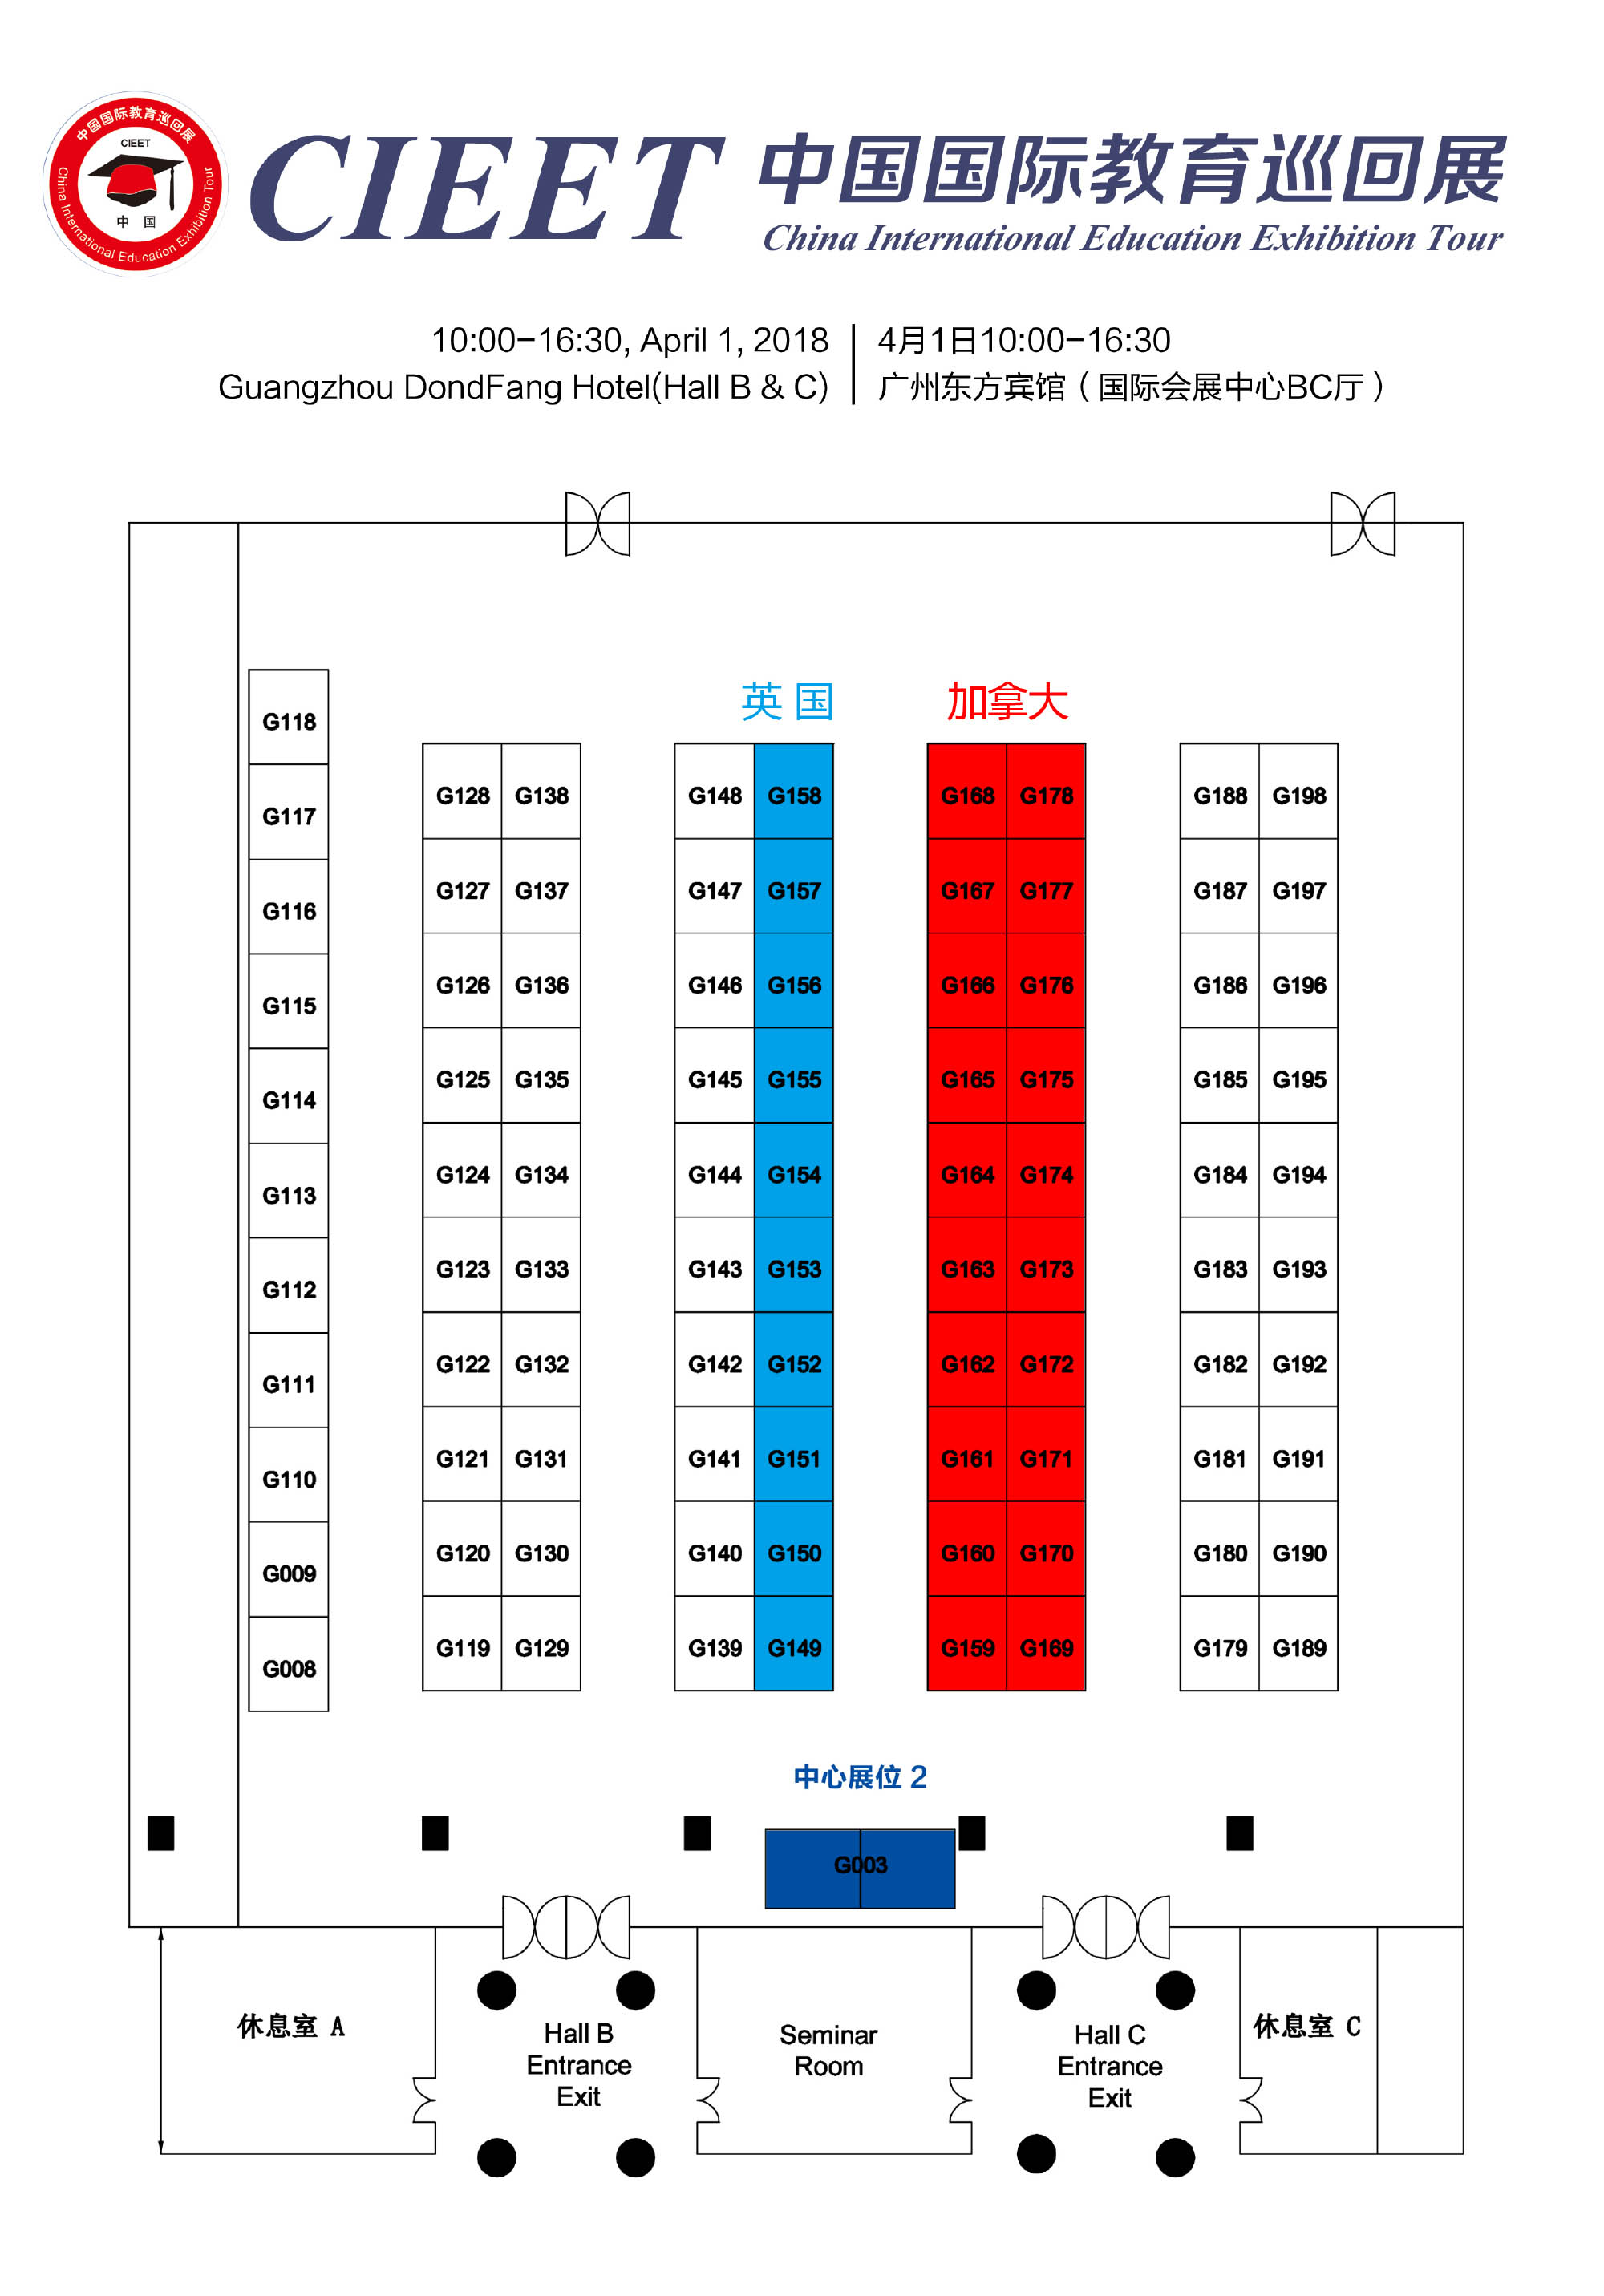 中国国际教育巡回展
CIEET
中 国
China International Education Exhibition Tour
CIEET
中国国际教育巡回展
China International Education Exhibition Tour
10:00-16:30, April 1, 2018
Guangzhou DondFang Hotel(Hall B & C)
4月1日10:00-16:30
广州东方宾馆（国际会展中心BC厅）
英国 加拿大
G118
G128 G138 G148 G158 G168 G178 G188 G198
G117
G127 G137 G147 G157 G167 G177 G187 G197
G116
G126 G136 G146 G156 G166 G176 G186 G196
G115
G125 G135 G145 G155 G165 G175 G185 G195
G114
G124 G134 G144 G154 G164 G174 G184 G194
G113
G123 G133 G143 G153 G163 G173 G183 G193
G112
G122 G132 G142 G152 G162 G172 G182 G192
G111
G121 G131 G141 G151 G161 G171 G181 G191
G110
G120 G130 G140 G150 G160 G170 G180 G190
G009
G119 G129 G139 G149 G159 G169 G179 G189
G008
中心展位 2
G003
休息室 A
Hall B
Entrance
Exit
Seminar
Room
Hall C
Entrance
Exit
休息室 C